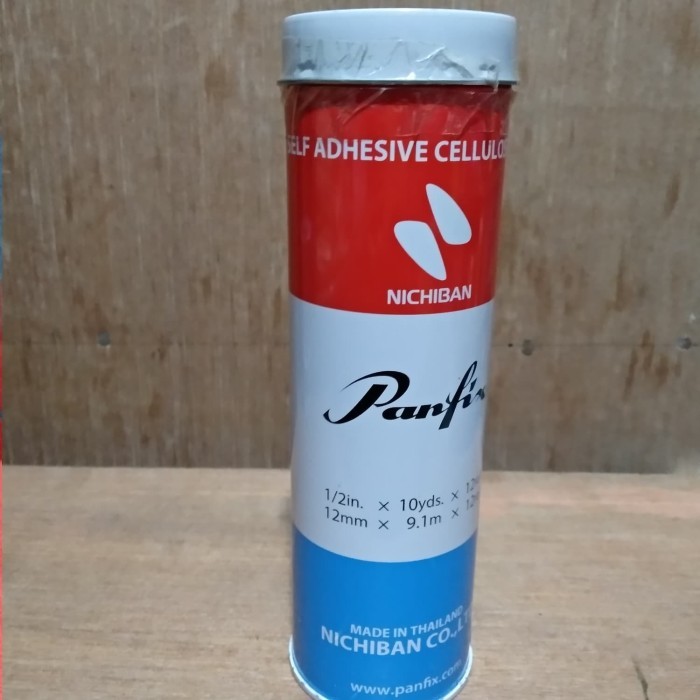 SELF ADHESIVE CELLULO
NICHIBAN
Panfix
1/2in. × 10yds. × 12
12mm × 9.1m × 12
MADE IN THAILAND
NICHIBAN CO.,L
www.panfix.com